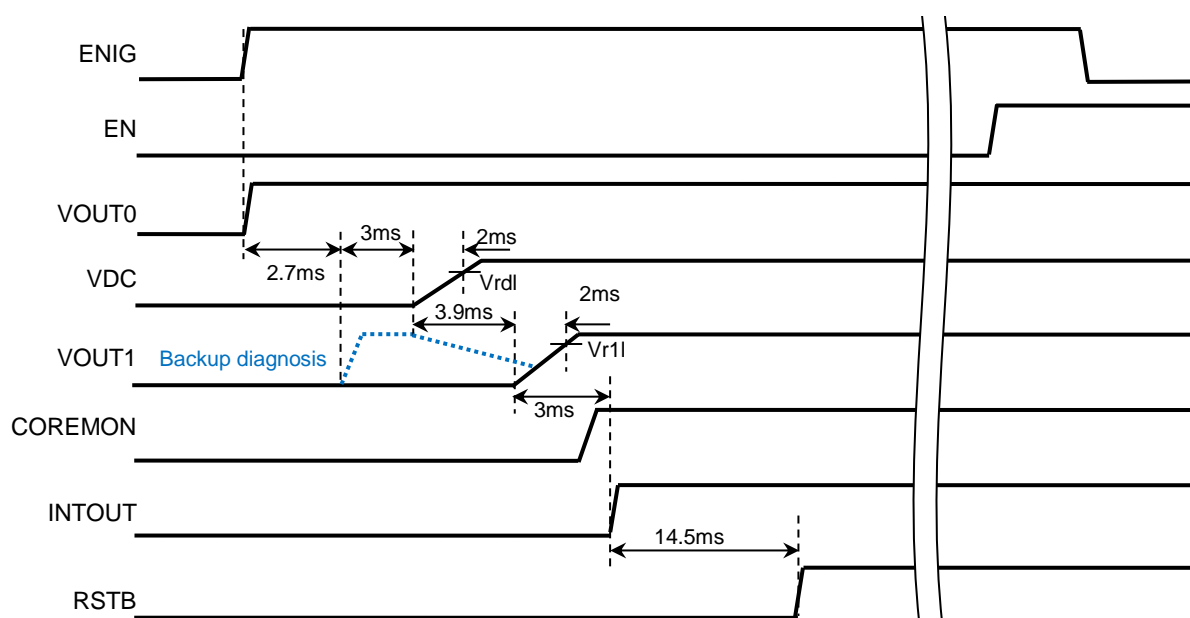 ENIG
EN
VOUT0
3ms
2ms
2.7ms
VDC
Vrdl
3.9ms
2ms
VOUT1
Backup diagnosis
Vr1l
3ms
COREMON
INTOUT
14.5ms
RSTB